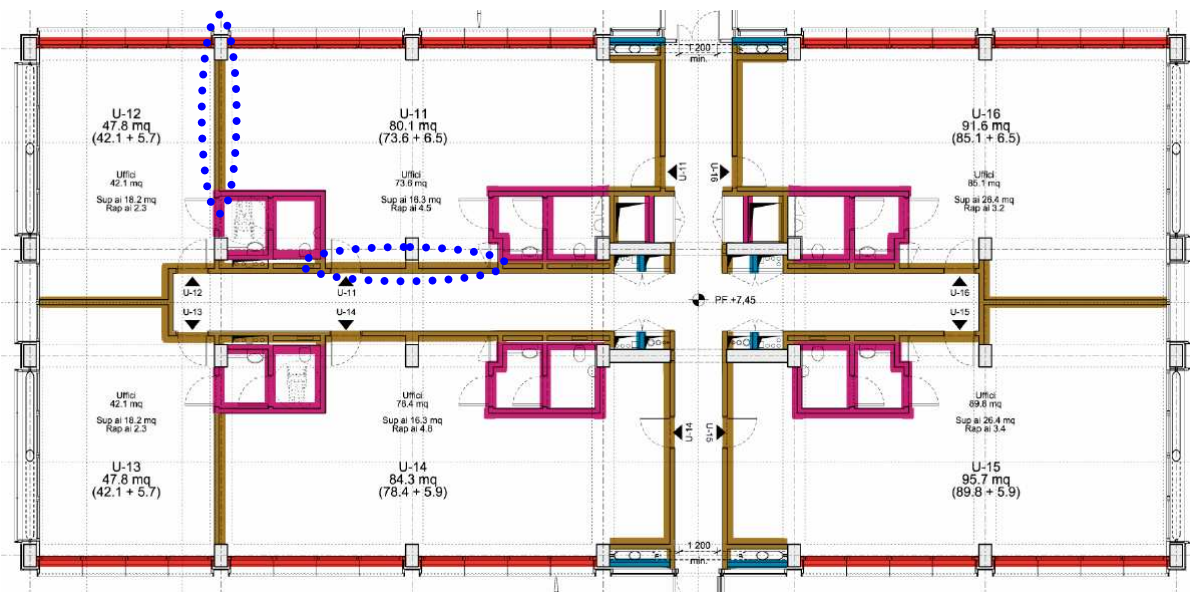 1 200
min.
U-12
47.8 mq
(42.1 + 5.7)
U-11
80.1 mq
(73.6 + 6.5)
U-16
91.6 mq
(85.1 + 6.5)
Uffici
42.1 mq
Sup ai 18.2 mq
Rap ai 2.3
Uffici
73.6 mq
Sup ai 16.3 mq
Rap ai 4.5
U-11
U-16
Uffici
85.1 mq
Sup ai 26.4 mq
Rap ai 3.2
U-12
U-13
U-11
U-14
PF +7,45
U-16
U-15
Uffici
42.1 mq
Sup ai 18.2 mq
Rap ai 2.3
Uffici
78.4 mq
Sup ai 16.3 mq
Rap ai 4.8
U-14
U-15
Uffici
89.8 mq
Sup ai 26.4 mq
Rap ai 3.4
U-13
47.8 mq
(42.1 + 5.7)
U-14
84.3 mq
(78.4 + 5.9)
U-15
95.7 mq
(89.8 + 5.9)
1 200
min.